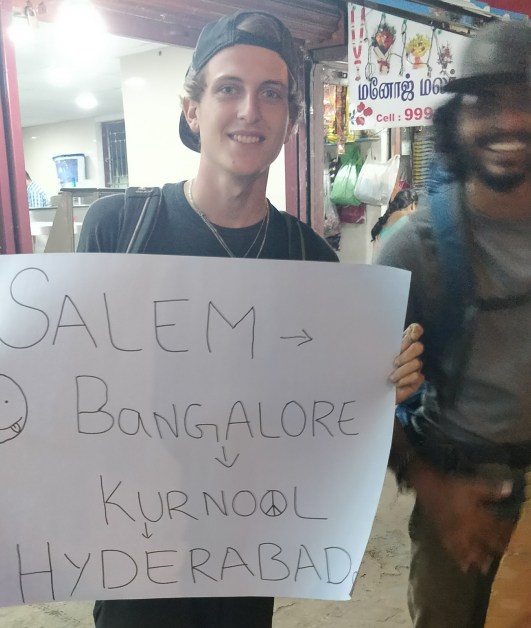 மனோஜ்
Cell : 999
SALEM →
BANGALORE
↓
KURNOOL
↓
HYDERABAD